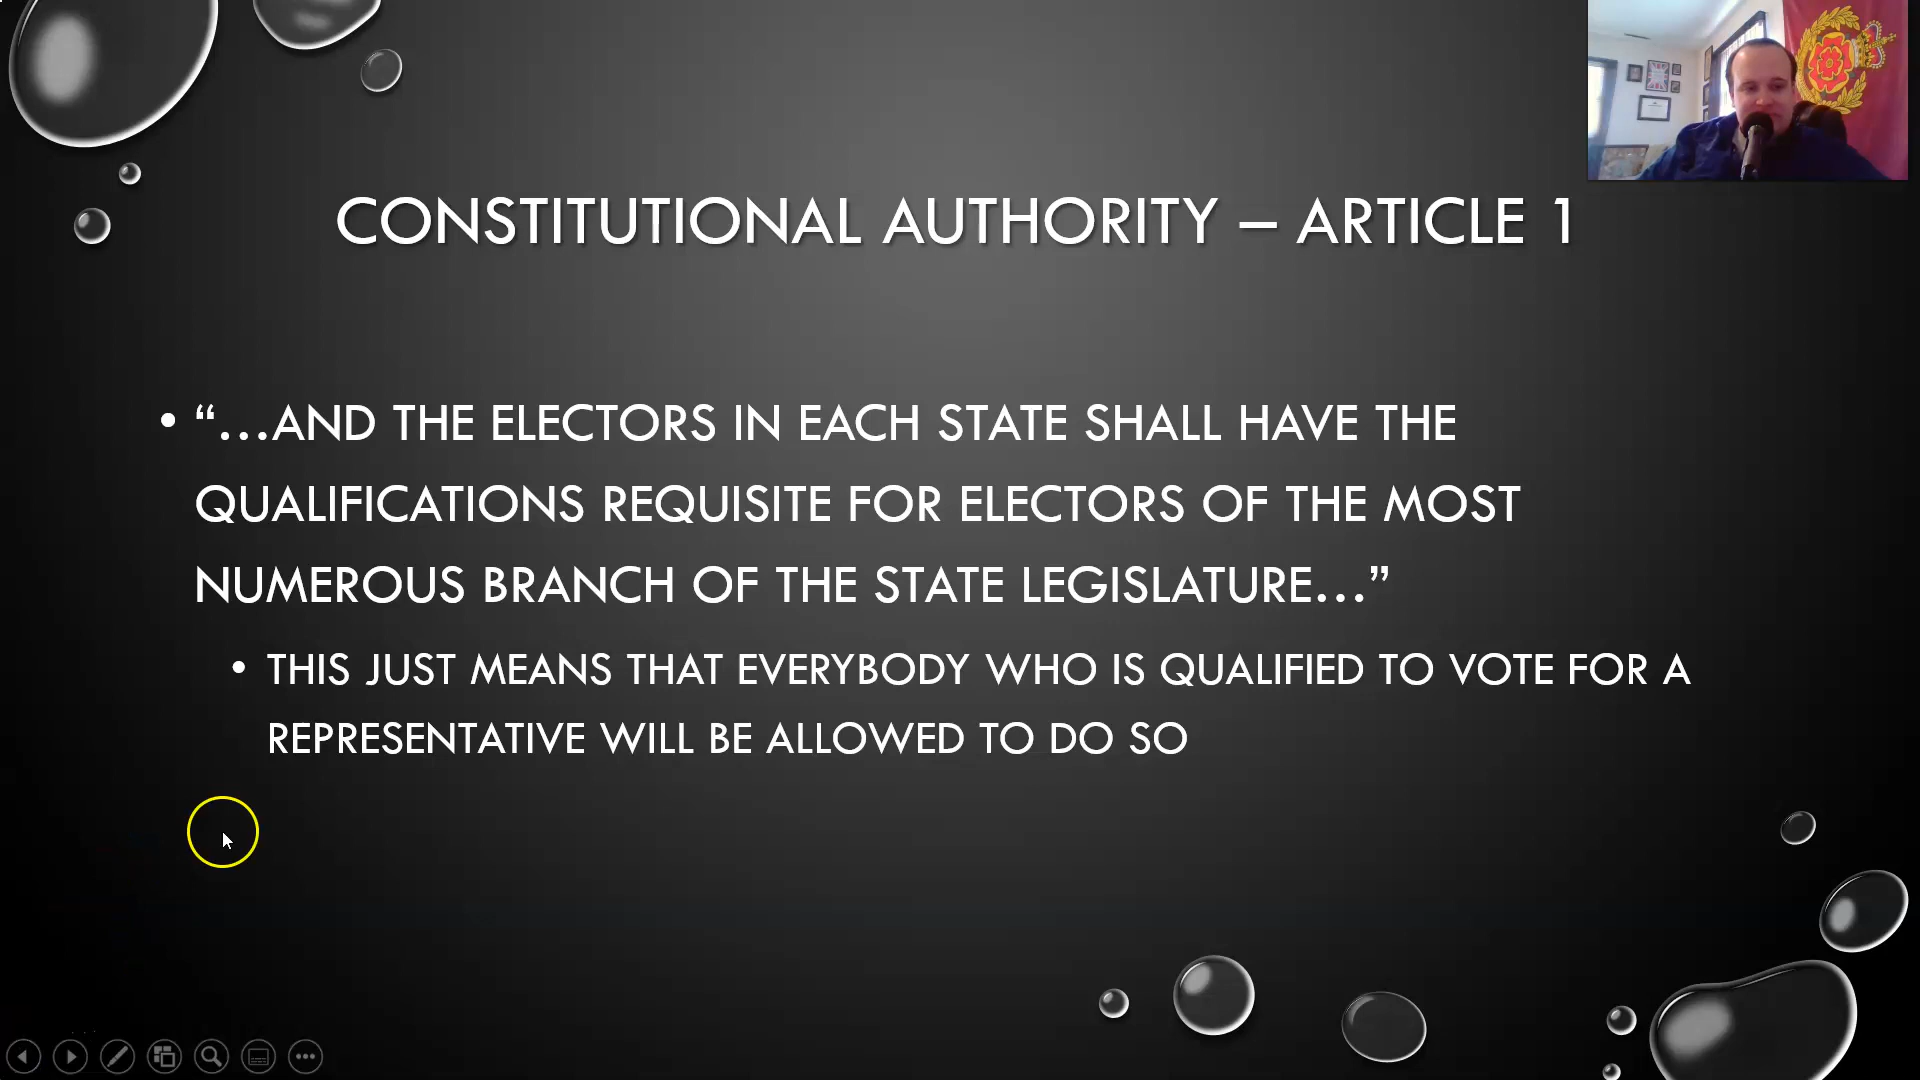 CONSTITUTIONAL AUTHORITY – ARTICLE 1
• “…AND THE ELECTORS IN EACH STATE SHALL HAVE THE
QUALIFICATIONS REQUISITE FOR ELECTORS OF THE MOST
NUMEROUS BRANCH OF THE STATE LEGISLATURE…”
• THIS JUST MEANS THAT EVERYBODY WHO IS QUALIFIED TO VOTE FOR A
REPRESENTATIVE WILL BE ALLOWED TO DO SO